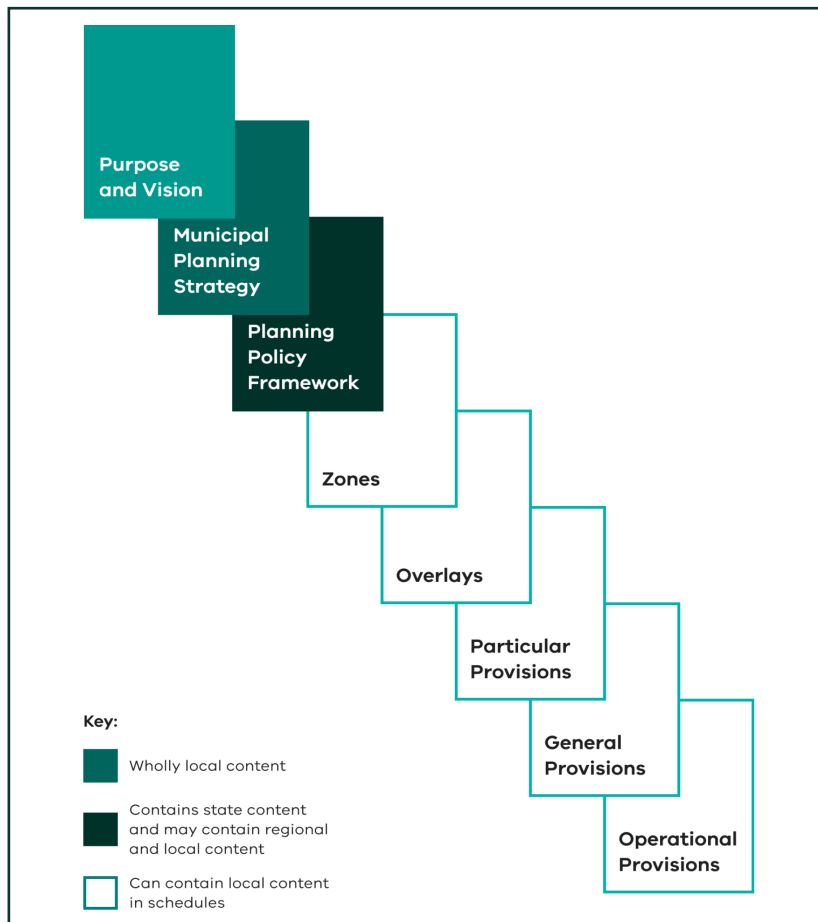 Purpose
and Vision
Municipal
Planning
Strategy
Planning
Policy
Framework
Zones
Overlays
Particular
Provisions
General
Provisions
Operational
Provisions
Key:
Wholly local content
Contains state content
and may contain regional
and local content
Can contain local content
in schedules